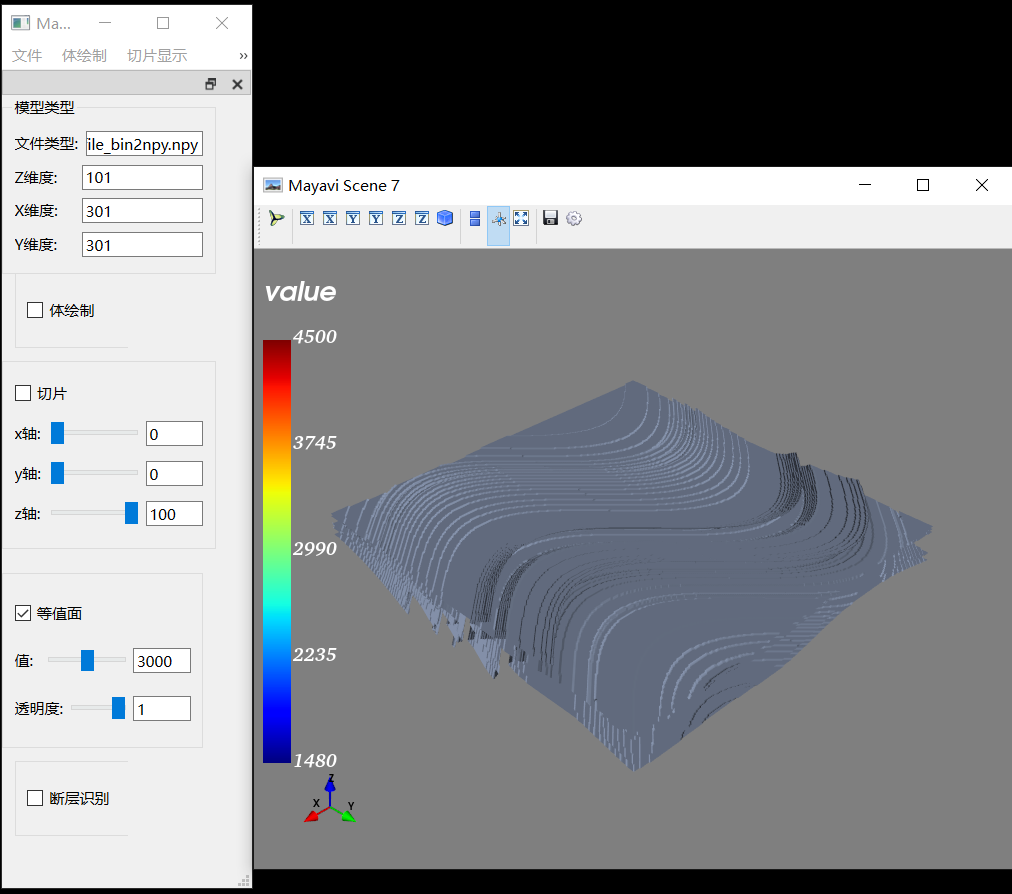 Ma...
文件 体绘制 切片显示 »
模型类型
文件类型: ile_bin2npy.npy
Z维度: 101
X维度: 301
Y维度: 301
体绘制
切片
x轴: 0
y轴: 0
z轴: 100
等值面
值: 3000
透明度: 1
断层识别
Mayavi Scene 7
X X Y Y Z Z
value
4500
3745
2990
2235
1480
Z
X Y